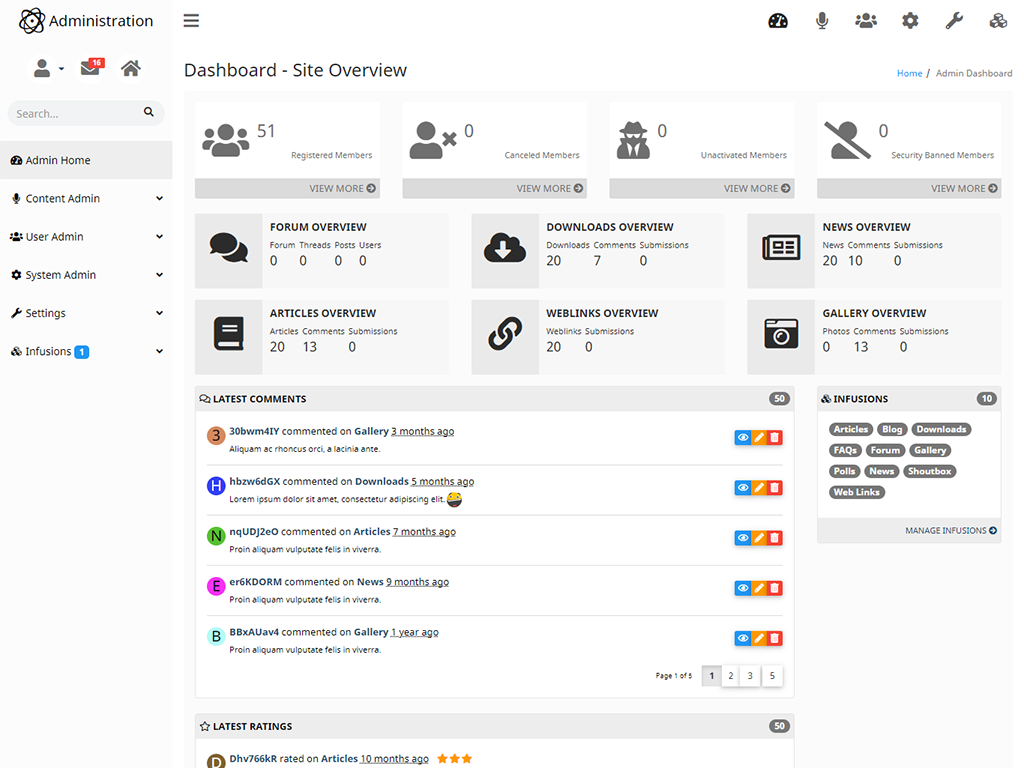 Administration
16
Search...
Admin Home
Content Admin
User Admin
System Admin
Settings
Infusions 1
Dashboard - Site Overview
Home / Admin Dashboard
51
Registered Members
VIEW MORE
0
Canceled Members
VIEW MORE
0
Unactivated Members
VIEW MORE
0
Security Banned Members
VIEW MORE
FORUM OVERVIEW
Forum Threads Posts Users
0 0 0 0
DOWNLOADS OVERVIEW
Downloads Comments Submissions
20 7 0
NEWS OVERVIEW
News Comments Submissions
20 10 0
ARTICLES OVERVIEW
Articles Comments Submissions
20 13 0
WEBLINKS OVERVIEW
Weblinks Submissions
20 0
GALLERY OVERVIEW
Photos Comments Submissions
0 13 0
LATEST COMMENTS 50
3
30bwm4IY commented on Gallery 3 months ago
Aliquam ac rhoncus orci, a lacinia ante.
H
hbzw6dGX commented on Downloads 5 months ago
Lorem ipsum dolor sit amet, consectetur adipiscing elit.
N
nqUDJ2eO commented on Articles 7 months ago
Proin aliquam vulputate felis in viverra.
E
er6KDORM commented on News 9 months ago
Proin aliquam vulputate felis in viverra.
B
BBxAUav4 commented on Gallery 1 year ago
Proin aliquam vulputate felis in viverra.
Page 1 of 5 1 2 3 5
INFUSIONS 10
Articles Blog Downloads
FAQs Forum Gallery
Polls News Shoutbox
Web Links
MANAGE INFUSIONS
LATEST RATINGS 50
D
Dhv766kR rated on Articles 10 months ago